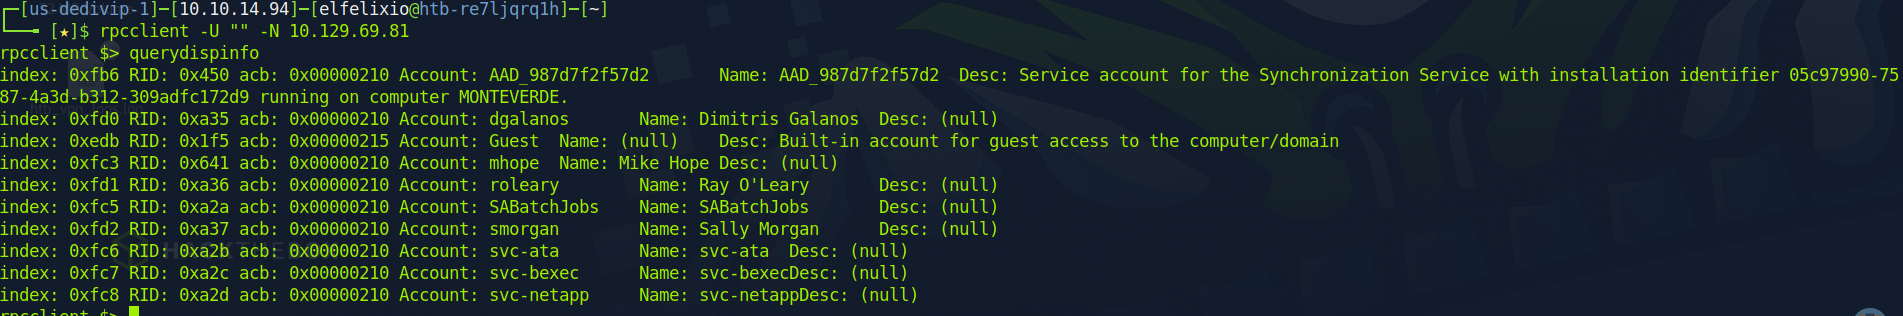 ┌─[us-dedivip-1]─[10.10.14.94]─[elfelixio@htb-re7ljqrq1h]─[~]
└──╼ [★]$ rpcclient -U "" -N 10.129.69.81
rpcclient $> querydispinfo
index: 0xfb6 RID: 0x450 acb: 0x00000210 Account: AAD_987d7f2f57d2	Name: AAD_987d7f2f57d2	Desc: Service account for the Synchronization Service with installation identifier 05c97990-75
87-4a3d-b312-309adfc172d9 running on computer MONTEVERDE.
index: 0xfd0 RID: 0xa35 acb: 0x00000210 Account: dgalanos	Name: Dimitris Galanos	Desc: (null)
index: 0xedb RID: 0x1f5 acb: 0x00000215 Account: Guest	Name: (null)	Desc: Built-in account for guest access to the computer/domain
index: 0xfc3 RID: 0x641 acb: 0x00000210 Account: mhope	Name: Mike Hope	Desc: (null)
index: 0xfd1 RID: 0xa36 acb: 0x00000210 Account: roleary	Name: Ray O'Leary	Desc: (null)
index: 0xfc5 RID: 0xa2a acb: 0x00000210 Account: SABatchJobs	Name: SABatchJobs	Desc: (null)
index: 0xfd2 RID: 0xa37 acb: 0x00000210 Account: smorgan	Name: Sally Morgan	Desc: (null)
index: 0xfc6 RID: 0xa2b acb: 0x00000210 Account: svc-ata	Name: svc-ata	Desc: (null)
index: 0xfc7 RID: 0xa2c acb: 0x00000210 Account: svc-bexec	Name: svc-bexecDesc: (null)
index: 0xfc8 RID: 0xa2d acb: 0x00000210 Account: svc-netapp	Name: svc-netappDesc: (null)
rpcclient $>